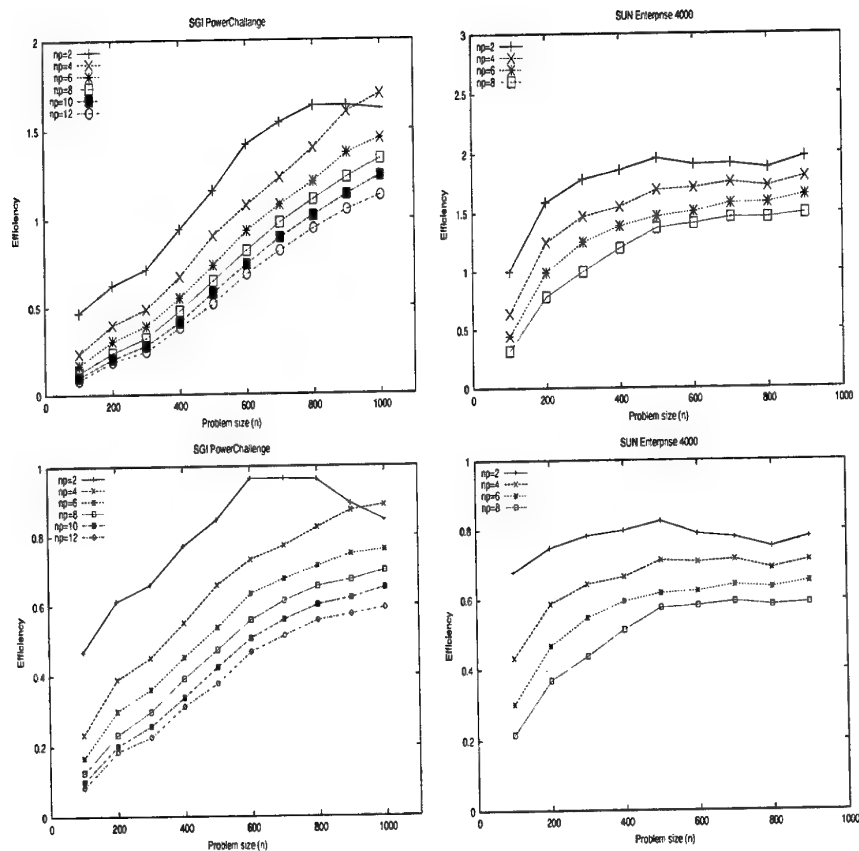 SGI PowerChallange
2
1.5
1
0.5
0
Efficiency
np=2
np=4
np=6
np=8
np=10
np=12
0
200
400
600
800
1000
Problem size (n)
SUN Enterprise 4000
3
2.5
2
1.5
1
0.5
0
Efficiency
np=2
np=4
np=6
np=8
0
200
400
600
800
1000
Problem size (n)
SGI PowerChallange
1
0.8
0.6
0.4
0.2
0
Efficiency
np=2
np=4
np=6
np=8
np=10
np=12
0
200
400
600
800
1000
Problem size (n)
SUN Enterprise 4000
1
0.8
0.6
0.4
0.2
0
Efficiency
np=2
np=4
np=6
np=8
0
200
400
600
800
1000
Problem size (n)